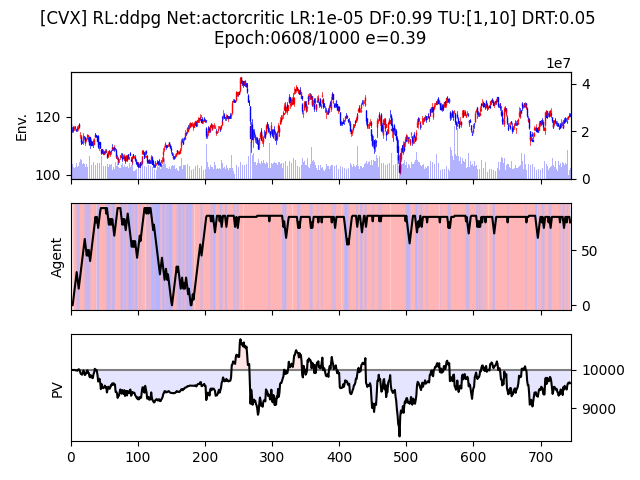 [CVX] RL:ddpg Net:actorcritic LR:1e-05 DF:0.99 TU:[1,10] DRT:0.05
Epoch:0608/1000 e=0.39
1e7
Env.
120
100
4
2
0
Agent
50
0
PV
10000
9000
0 100 200 300 400 500 600 700